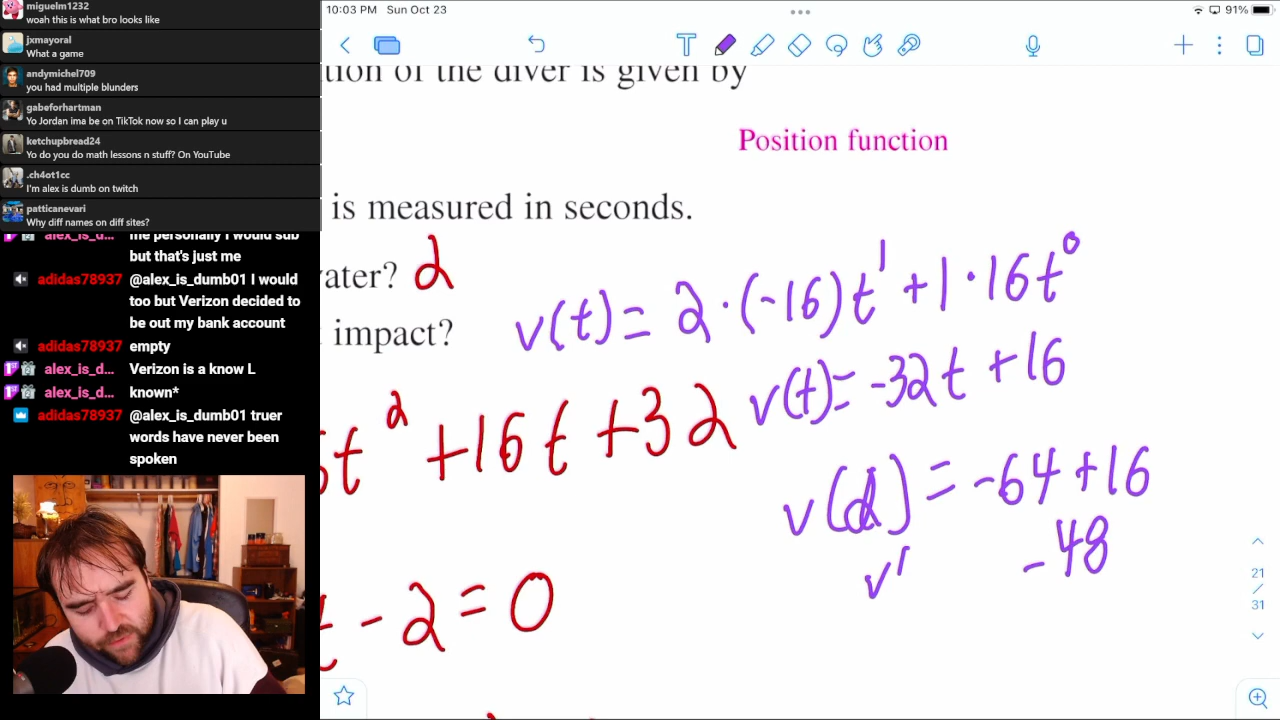 miguelm1232
woah this is what bro looks like
jxmayoral
What a game
andymichel709
you had multiple blunders
gabeforhartman
Yo Jordan ima be on TikTok now so I can play u
ketchupbread24
Yo do you do math lessons n stuff? On YouTube
.ch4ot1cc
I'm alex is dumb on twitch
patticanevari
Why diff names on diff sites?
alex_is_d... me personally I would sub
but that's just me
adidas78937 @alex_is_dumb01 I would
too but Verizon decided to
be out my bank account
adidas78937 empty
alex_is_d... Verizon is a know L
alex_is_d... known*
adidas78937 @alex_is_dumb01 truer
words have never been
spoken
10:03 PM Sun Oct 23
91%
tion of the diver is given by
Position function
is measured in seconds.
vater? 2
impact?
v(t) = 2 · (-16)t¹ + 1 · 16t⁰
v(t) = -32t + 16
t² + 16t + 32
v(2) = -64 + 16
v'
-48
t - 2 = 0
21
/
31